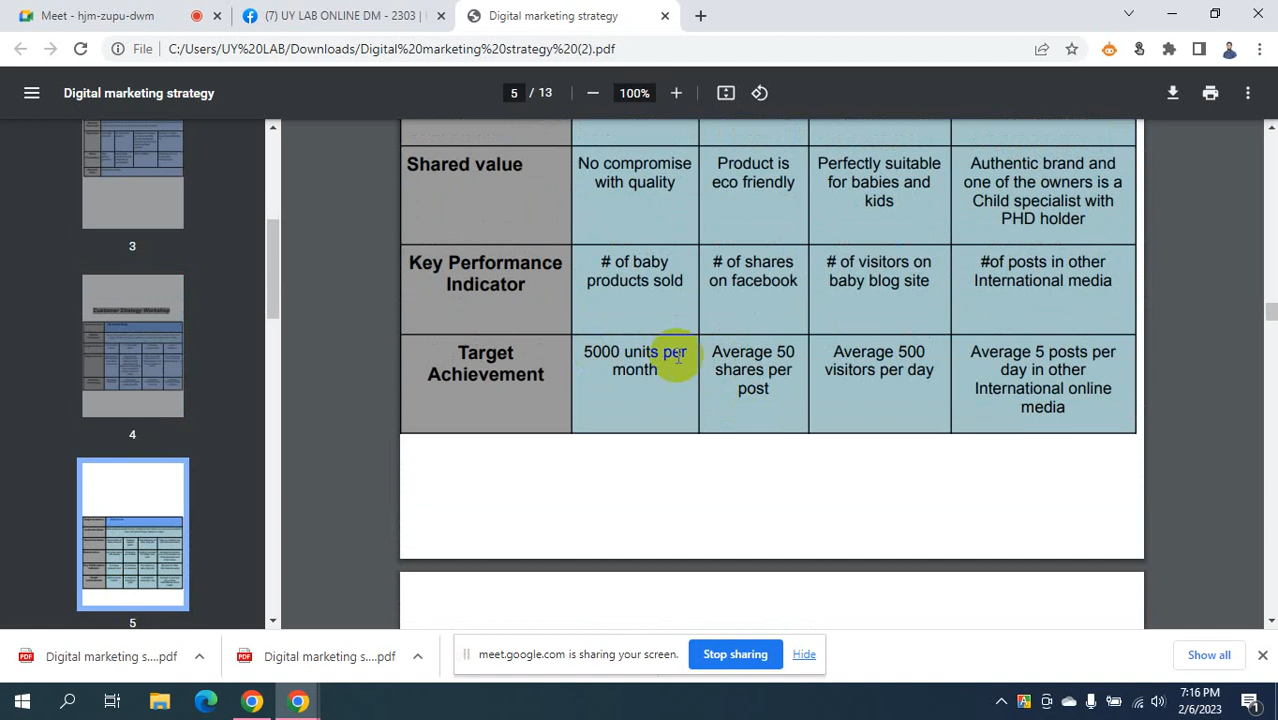 Meet - hjm-zupu-dwm
(7) UY LAB ONLINE DM - 2303 |
Digital marketing strategy
File
C:/Users/UY%20LAB/Downloads/Digital%20marketing%20strategy%20(2).pdf
Digital marketing strategy
5 / 13
100%
3
Customer Strategy Workshop
4
5
Shared value
No compromise
with quality
Product is
eco friendly
Perfectly suitable
for babies and
kids
Authentic brand and
one of the owners is a
Child specialist with
PHD holder
Key Performance
Indicator
# of baby
products sold
# of shares
on facebook
# of visitors on
baby blog site
#of posts in other
International media
Target
Achievement
5000 units per
month
Average 50
shares per
post
Average 500
visitors per day
Average 5 posts per
day in other
International online
media
Digital marketing s....pdf
Digital marketing s....pdf
meet.google.com is sharing your screen.
Stop sharing
Hide
Show all
7:16 PM
2/6/2023